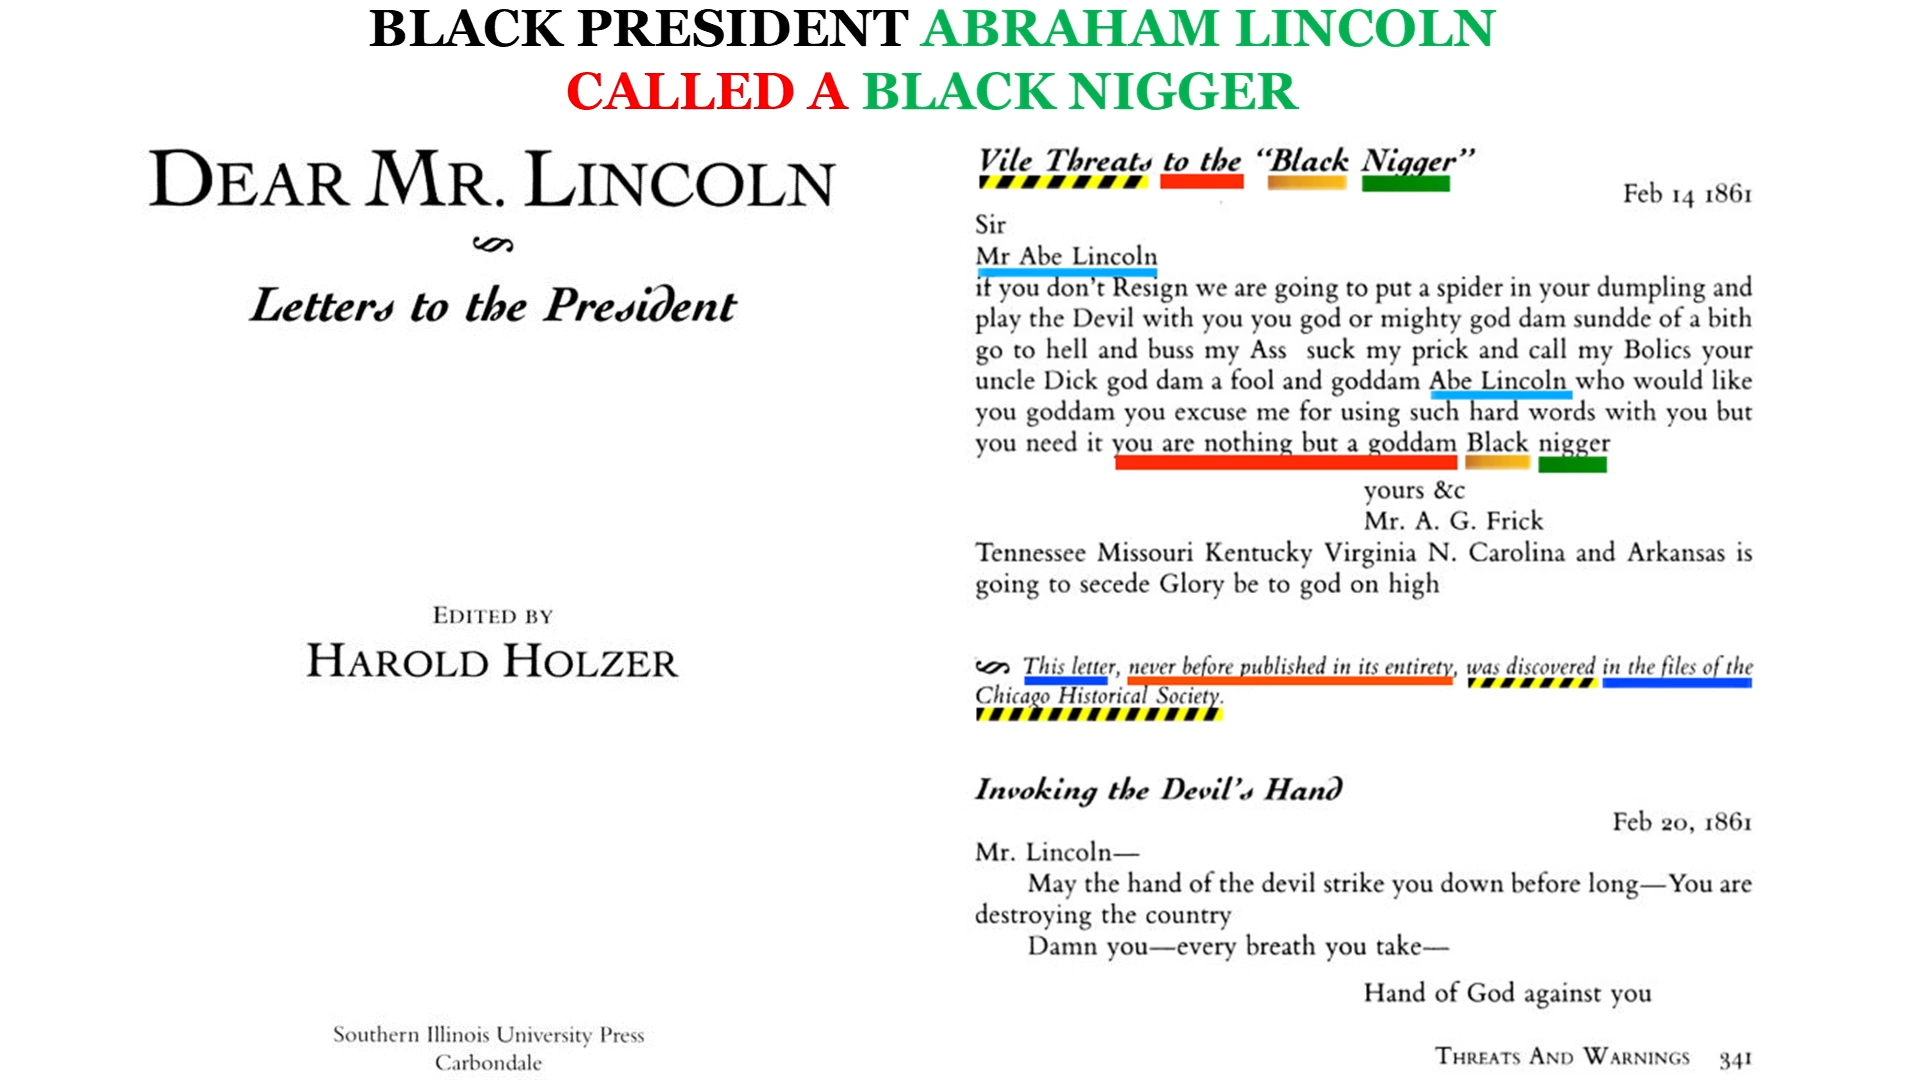 BLACK PRESIDENT ABRAHAM LINCOLN
CALLED A BLACK NIGGER
DEAR MR. LINCOLN
Letters to the President
EDITED BY
HAROLD HOLZER
Southern Illinois University Press
Carbondale
Vile Threats to the “Black Nigger”
Feb 14 1861
Sir
Mr Abe Lincoln
if you don’t Resign we are going to put a spider in your dumpling and
play the Devil with you you god or mighty god dam sundde of a bith
go to hell and buss my Ass suck my prick and call my Bolics your
uncle Dick god dam a fool and goddam Abe Lincoln who would like
you goddam you excuse me for using such hard words with you but
you need it you are nothing but a goddam Black nigger
yours &c
Mr. A. G. Frick
Tennessee Missouri Kentucky Virginia N. Carolina and Arkansas is
going to secede Glory be to god on high
This letter, never before published in its entirety, was discovered in the files of the
Chicago Historical Society.
Invoking the Devil’s Hand
Feb 20, 1861
Mr. Lincoln—
May the hand of the devil strike you down before long—You are
destroying the country
Damn you—every breath you take—
Hand of God against you
THREATS AND WARNINGS 341